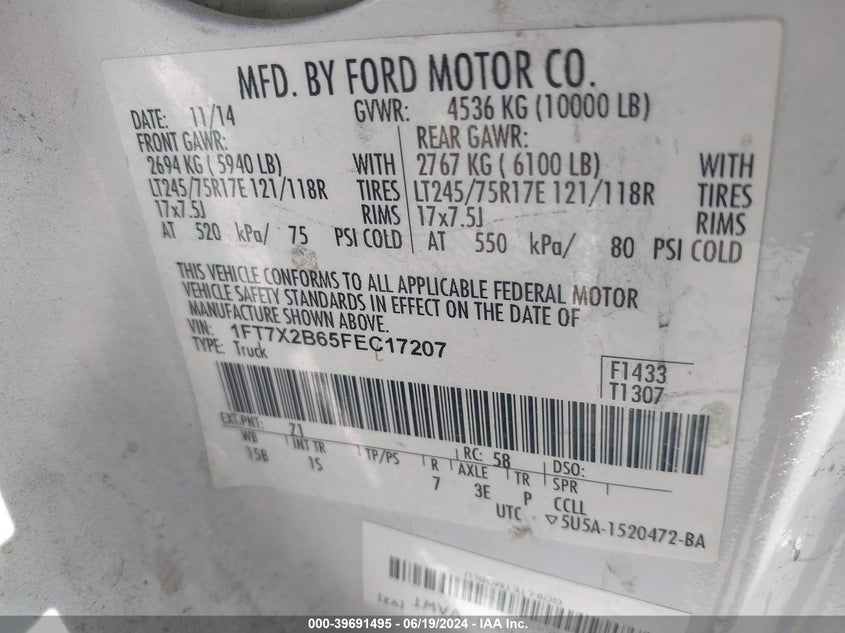 MFD. BY FORD MOTOR CO.
DATE: 11/14 GVWR: 4536 KG (10000 LB)
FRONT GAWR: REAR GAWR:
2694 KG ( 5940 LB) WITH 2767 KG ( 6100 LB) WITH
LT245/75R17E 121/118R TIRES LT245/75R17E 121/118R TIRES
17x7.5J RIMS 17x7.5J RIMS
AT 520 kPa/ 75 PSI COLD AT 550 kPa/ 80 PSI COLD
THIS VEHICLE CONFORMS TO ALL APPLICABLE FEDERAL MOTOR
VEHICLE SAFETY STANDARDS IN EFFECT ON THE DATE OF
MANUFACTURE SHOWN ABOVE.
VIN: 1FT7X2B65FEC17207
TYPE: Truck
F1433
T1307
EXT PNT: 71 RC: 58 DSO:
WB INT TR TP/PS R AXLE TR SPR
158 1S 7 3E P CCLL
UTC ▽5U5A-1520472-BA
000-39691495 - 06/19/2024 - IAA Inc.